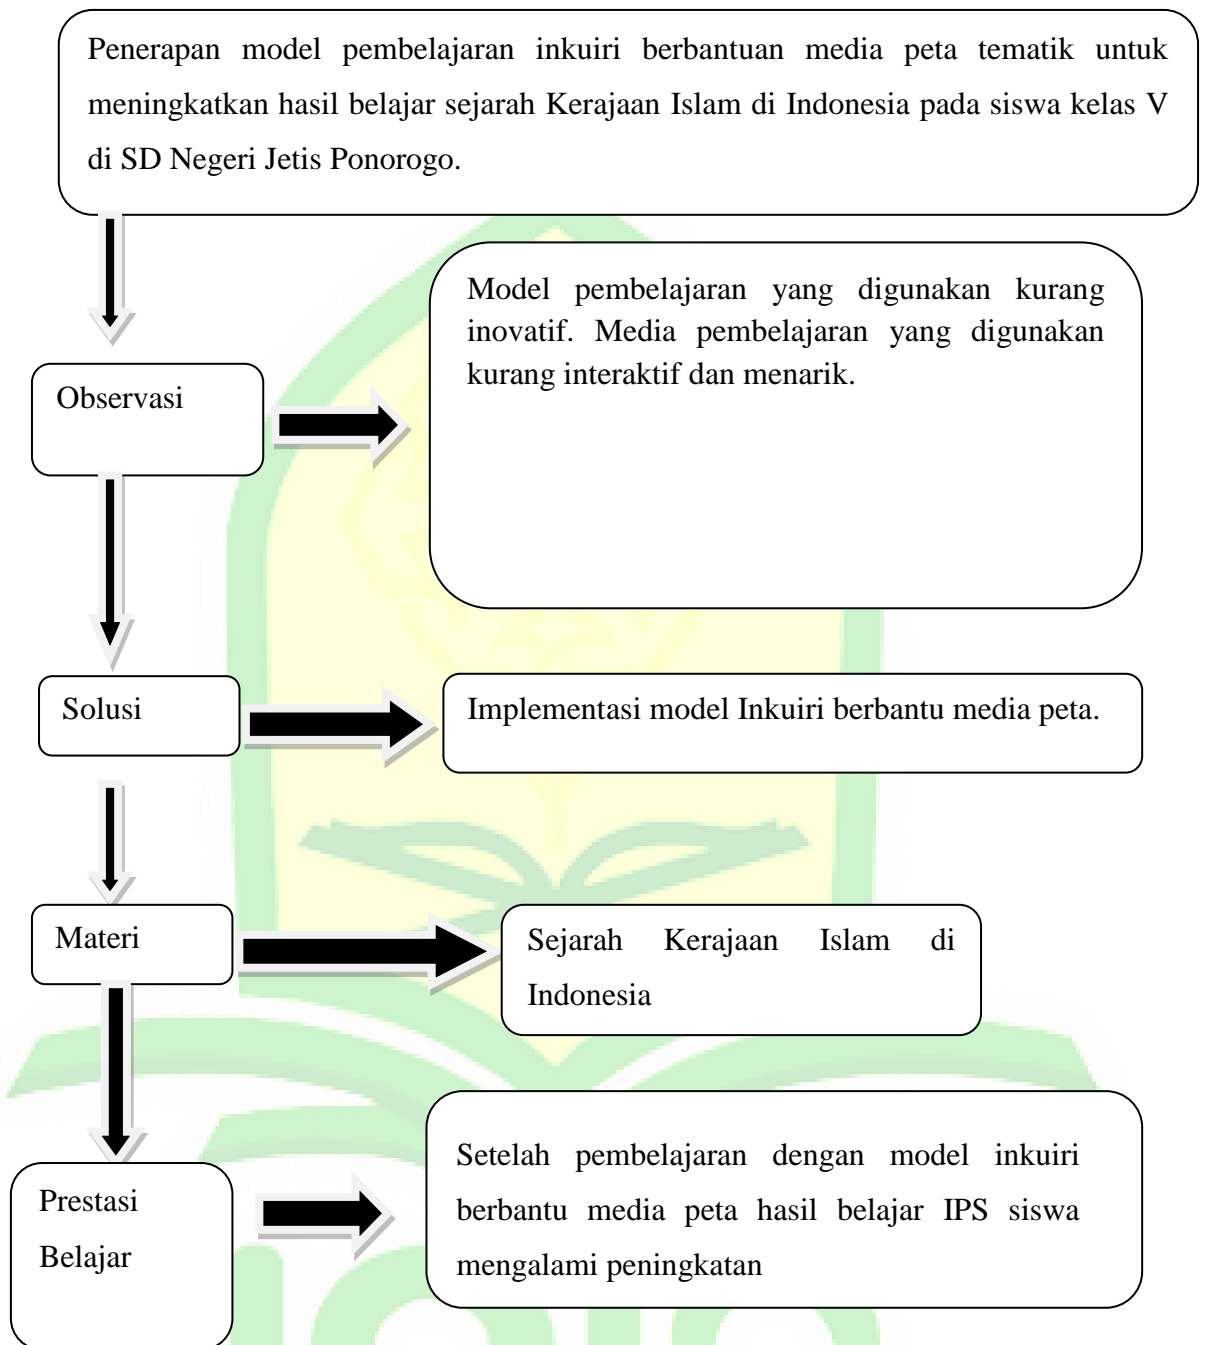 Penerapan model pembelajaran inkuiri berbantuan media peta tematik untuk
meningkatkan hasil belajar sejarah Kerajaan Islam di Indonesia pada siswa kelas V
di SD Negeri Jetis Ponorogo.
Observasi
Model pembelajaran yang digunakan kurang
inovatif. Media pembelajaran yang digunakan
kurang interaktif dan menarik.
Solusi
Implementasi model Inkuiri berbantu media peta.
Materi
Sejarah Kerajaan Islam di
Indonesia
Prestasi
Belajar
Setelah pembelajaran dengan model inkuiri
berbantu media peta hasil belajar IPS siswa
mengalami peningkatan